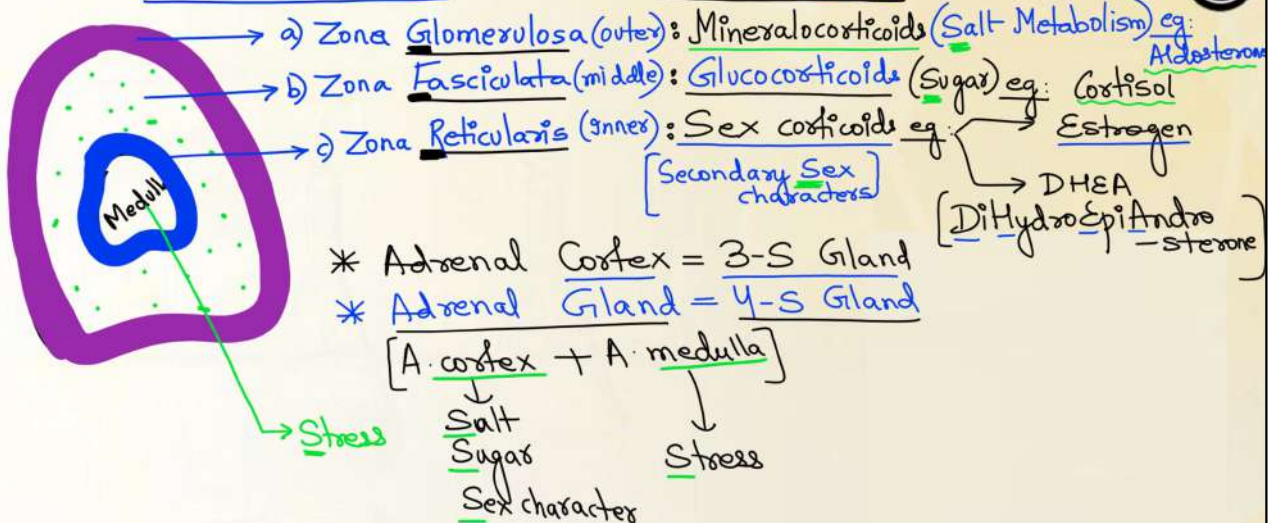 a) Zona Glomerulosa (outer): Mineralocorticoids (Salt Metabolism) eg: Aldosterone
b) Zona Fasciculata (middle): Glucocorticoids (Sugar) eg: Cortisol
c) Zona Reticularis (Inner): Sex corticoids eg: Estrogen
[Secondary Sex characters]
DHEA
[DiHydroEpiAndro
-sterone]
Medull
* Adrenal Cortex = 3-S Gland
* Adrenal Gland = 4-S Gland
[A. cortex + A. medulla]
Stress
Salt
Sugar
Sex character
Stress